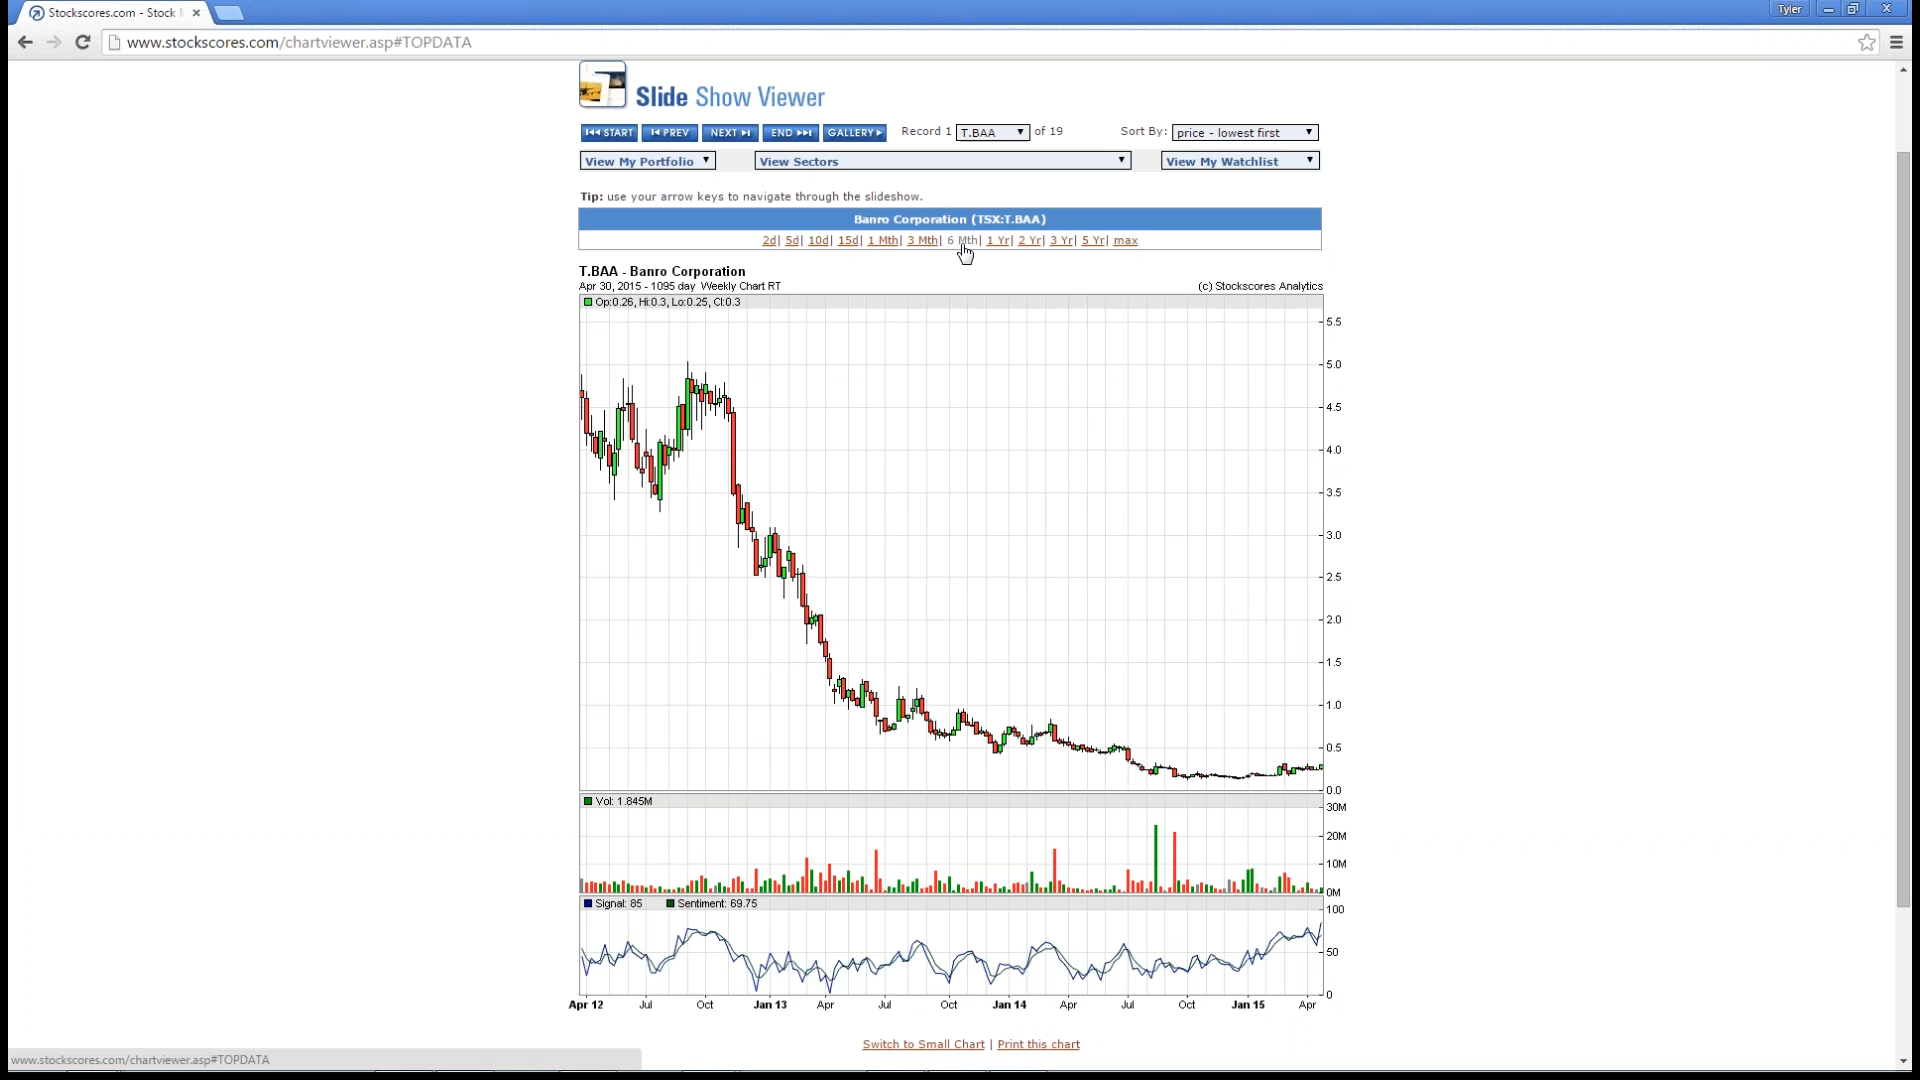 Stockscores.com - Stock M
Tyler
www.stockscores.com/chartviewer.asp#TOPDATA
Slide Show Viewer
START PREV NEXT END GALLERY Record 1 T.BAA of 19 Sort By: price - lowest first
View My Portfolio View Sectors View My Watchlist
Tip: use your arrow keys to navigate through the slideshow.
Banro Corporation (TSX:T.BAA)
2d| 5d| 10d| 15d| 1 Mth| 3 Mth| 6 Mth| 1 Yr| 2 Yr| 3 Yr| 5 Yr| max
T.BAA - Banro Corporation
Apr 30, 2015 - 1095 day Weekly Chart RT (c) Stockscores Analytics
Op:0.26, Hi:0.3, Lo:0.25, Cl:0.3
5.5
5.0
4.5
4.0
3.5
3.0
2.5
2.0
1.5
1.0
0.5
0.0
Vol: 1.845M
30M
20M
10M
0M
Signal: 85 Sentiment: 69.75
100
50
0
Apr 12 Jul Oct Jan 13 Apr Jul Oct Jan 14 Apr Jul Oct Jan 15 Apr
Switch to Small Chart | Print this chart
www.stockscores.com/chartviewer.asp#TOPDATA